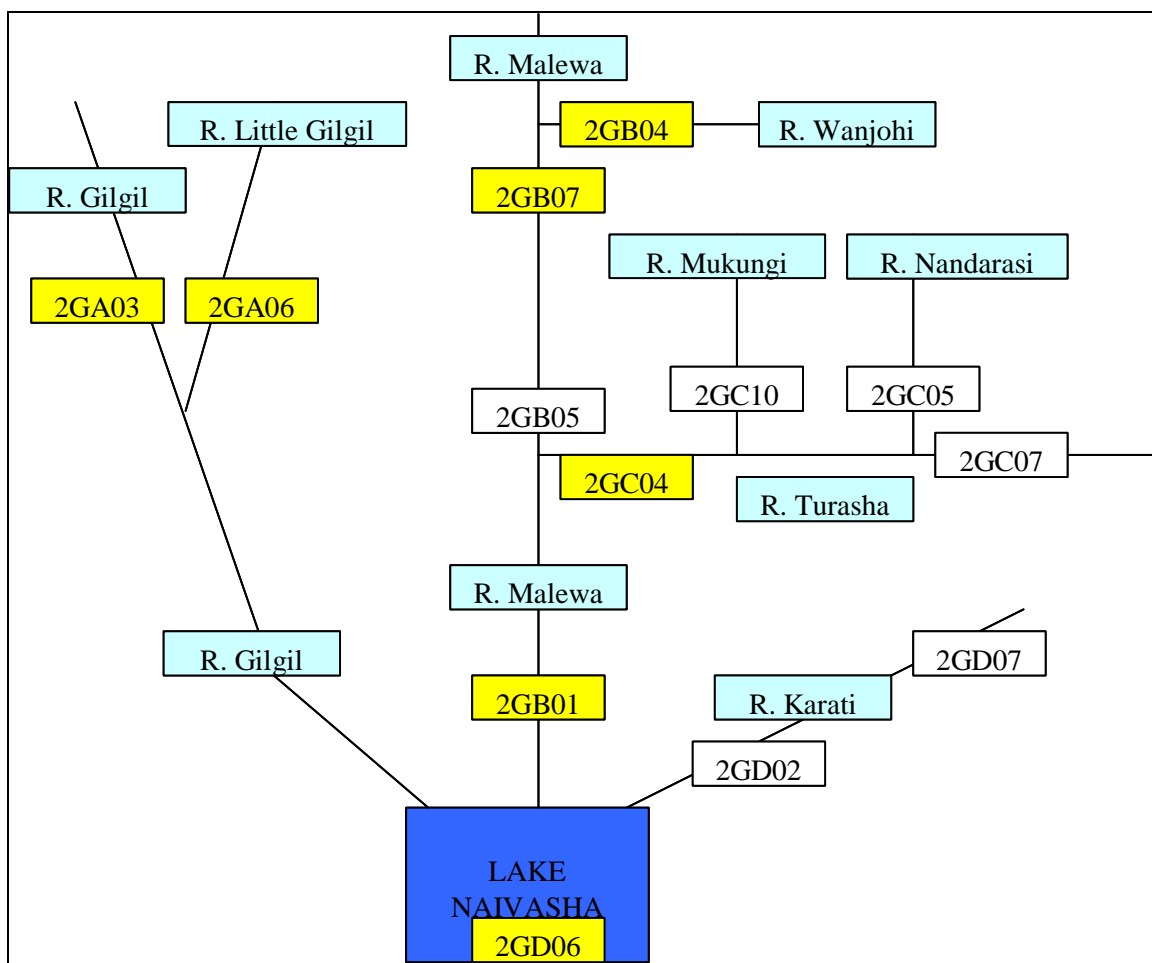 R. Malewa
R. Little Gilgil
2GB04
R. Wanjohi
R. Gilgil
2GB07
R. Mukungi
R. Nandarasi
2GA03
2GA06
2GC10
2GC05
2GB05
2GC07
2GC04
R. Turasha
R. Malewa
R. Gilgil
2GD07
2GB01
R. Karati
2GD02
LAKE
NAIVASHA
2GD06